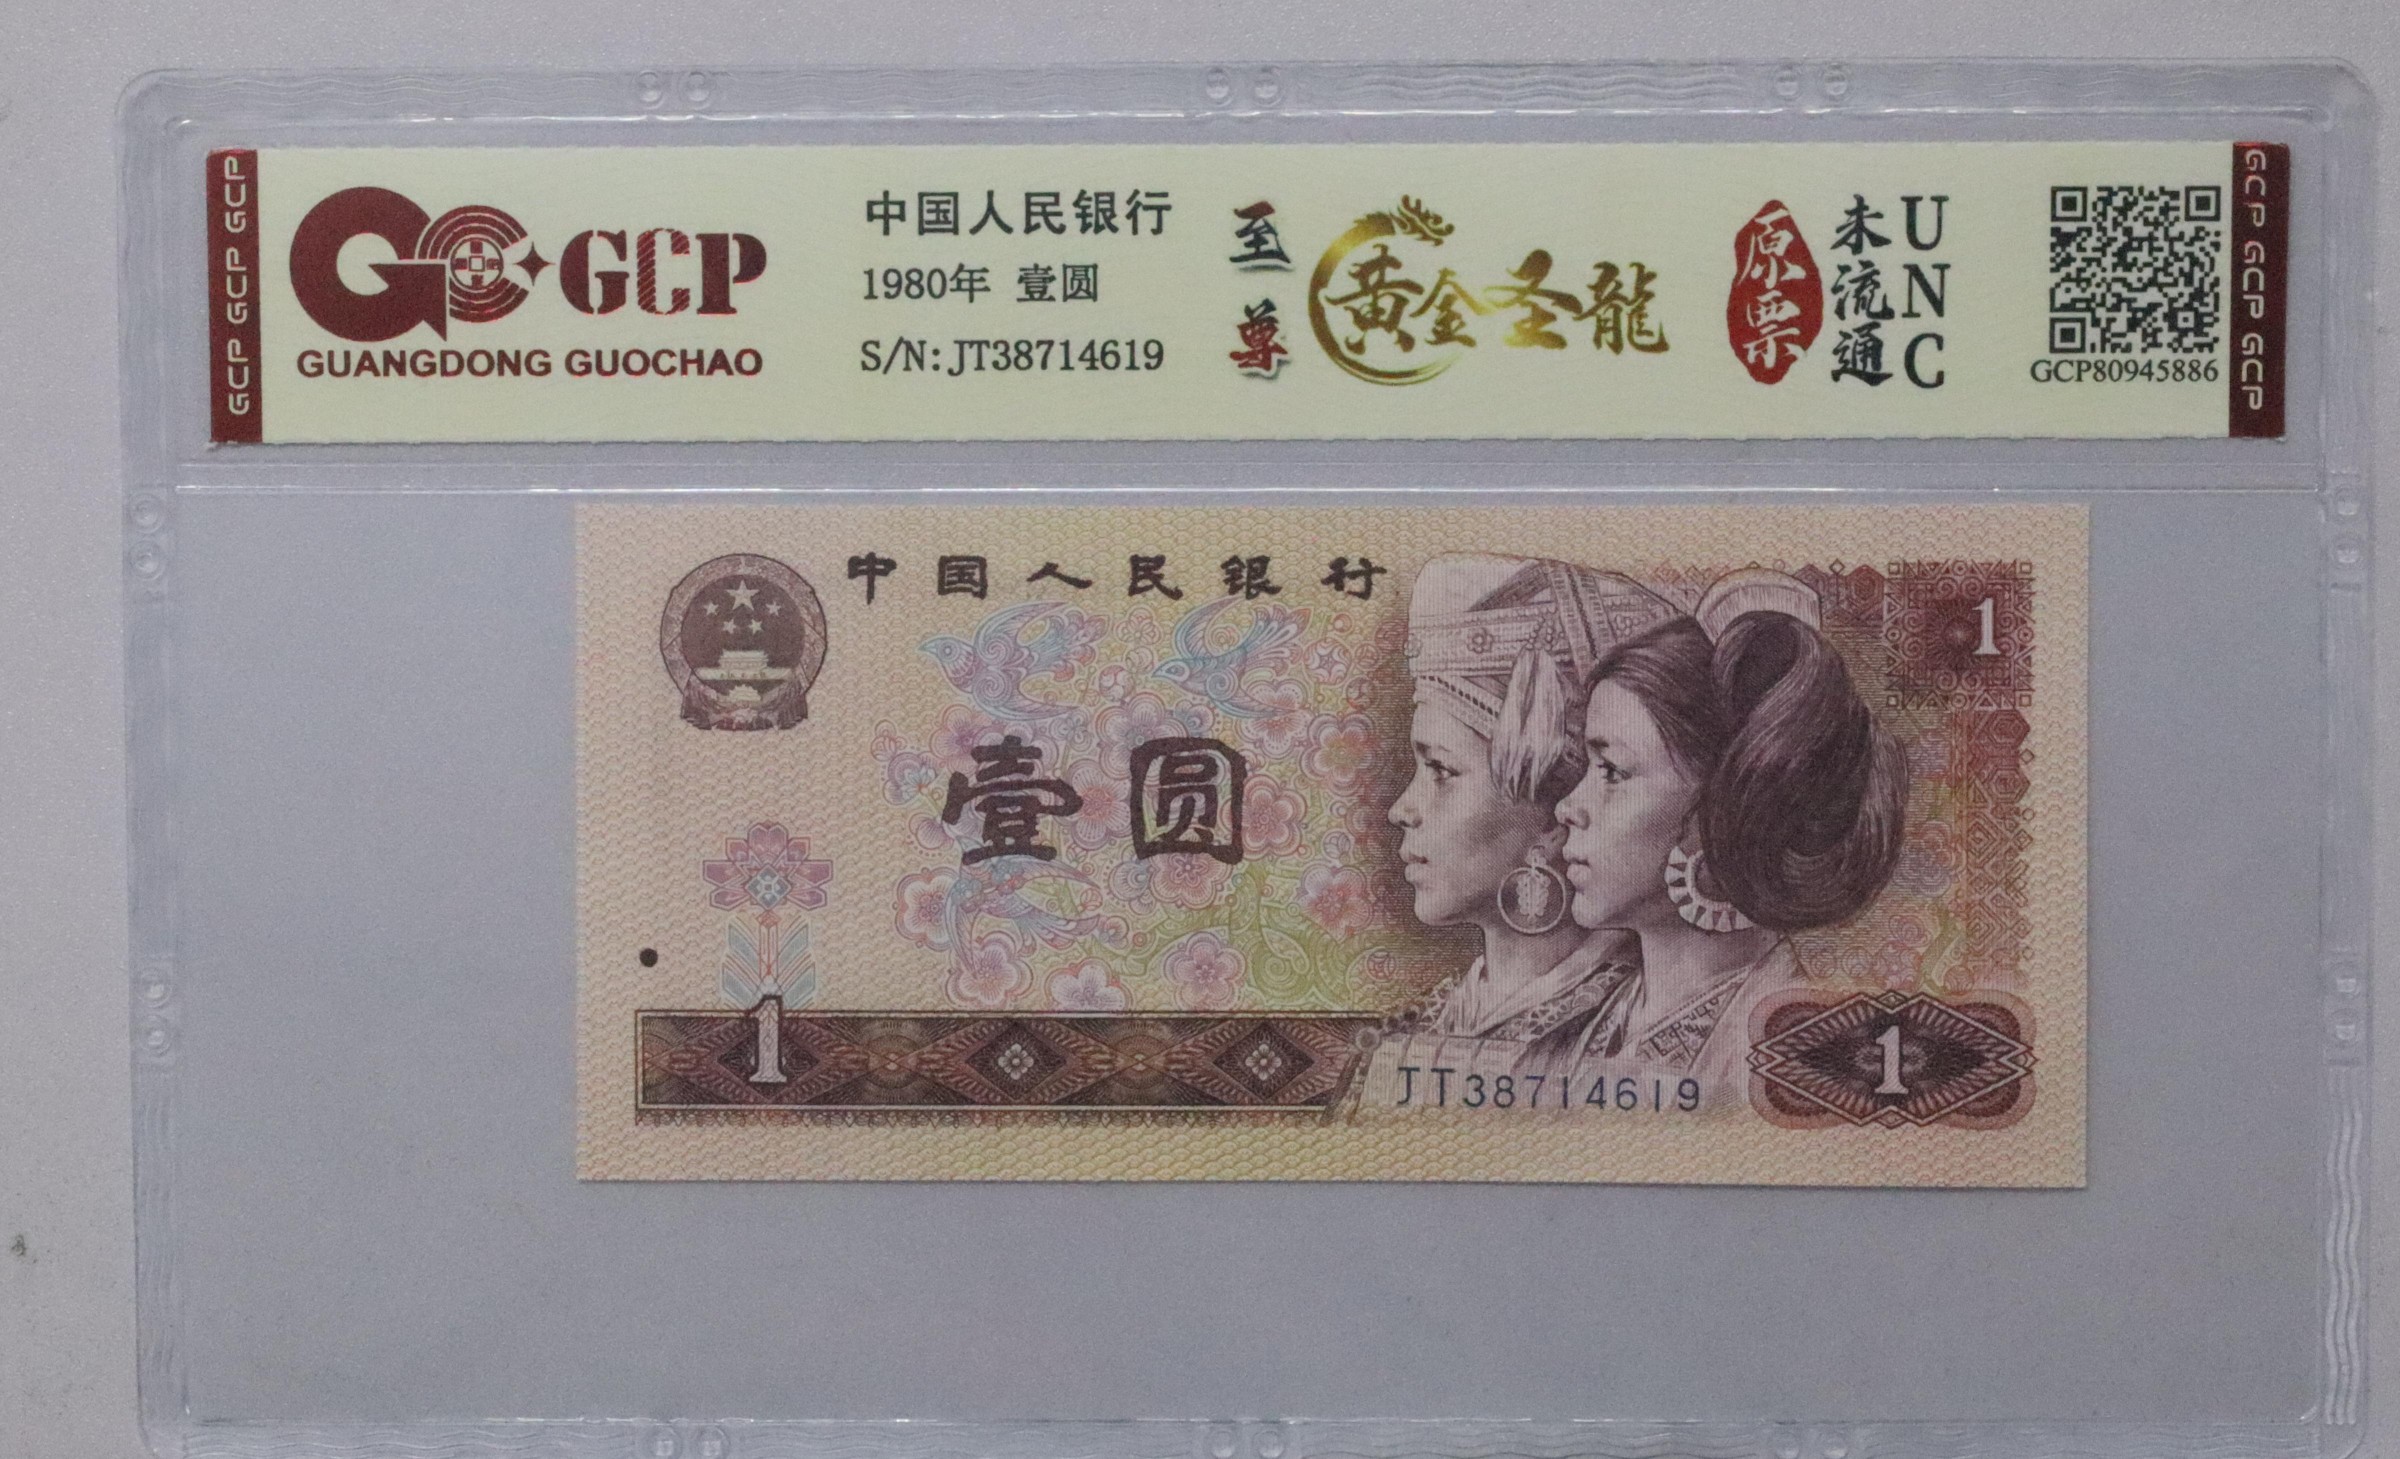 GCP GCP GCP
GCP
GUANGDONG GUOCHAO
中国人民银行
1980年 壹圆
S/N:JT38714619
至尊
黄金圣龍
原票
未流通
UNC
GCP80945886
GCP GCP GCP
中国人民银行
1
壹圆
1
JT38714619
1